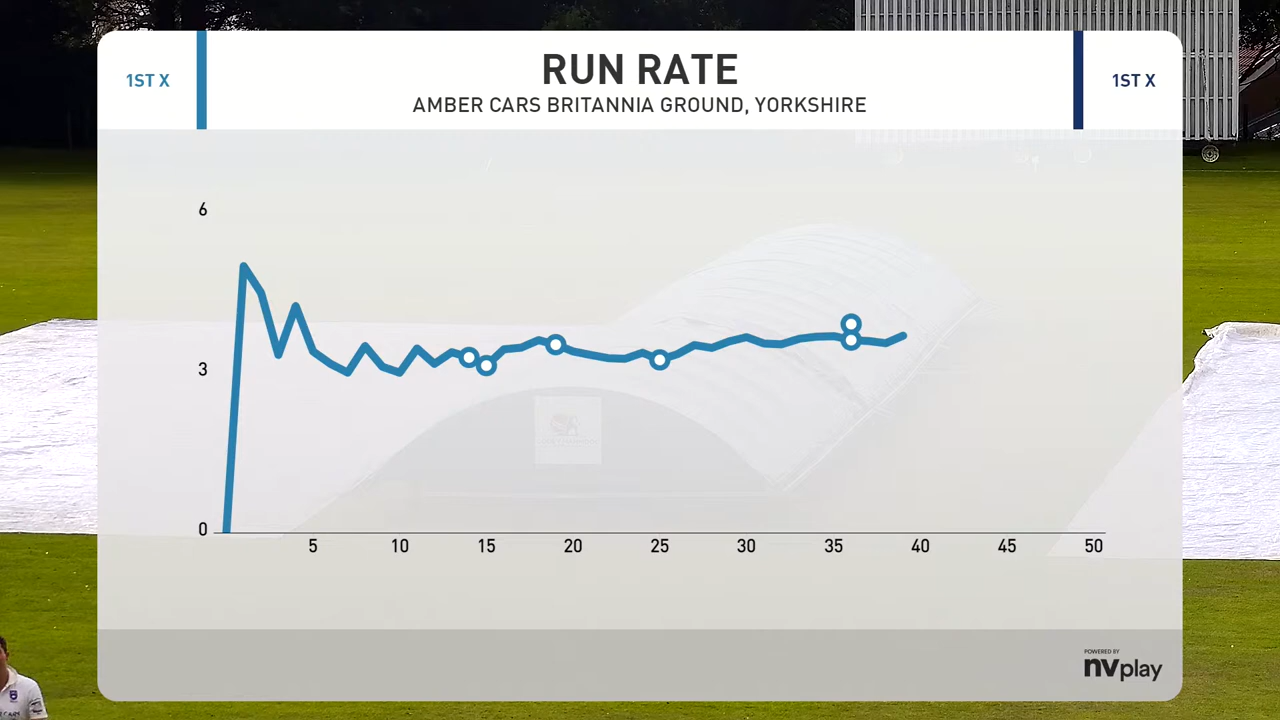 1ST X
RUN RATE
AMBER CARS BRITANNIA GROUND, YORKSHIRE
1ST X
6
3
0
5 10 15 20 25 30 35 40 45 50
POWERED BY
nvplay